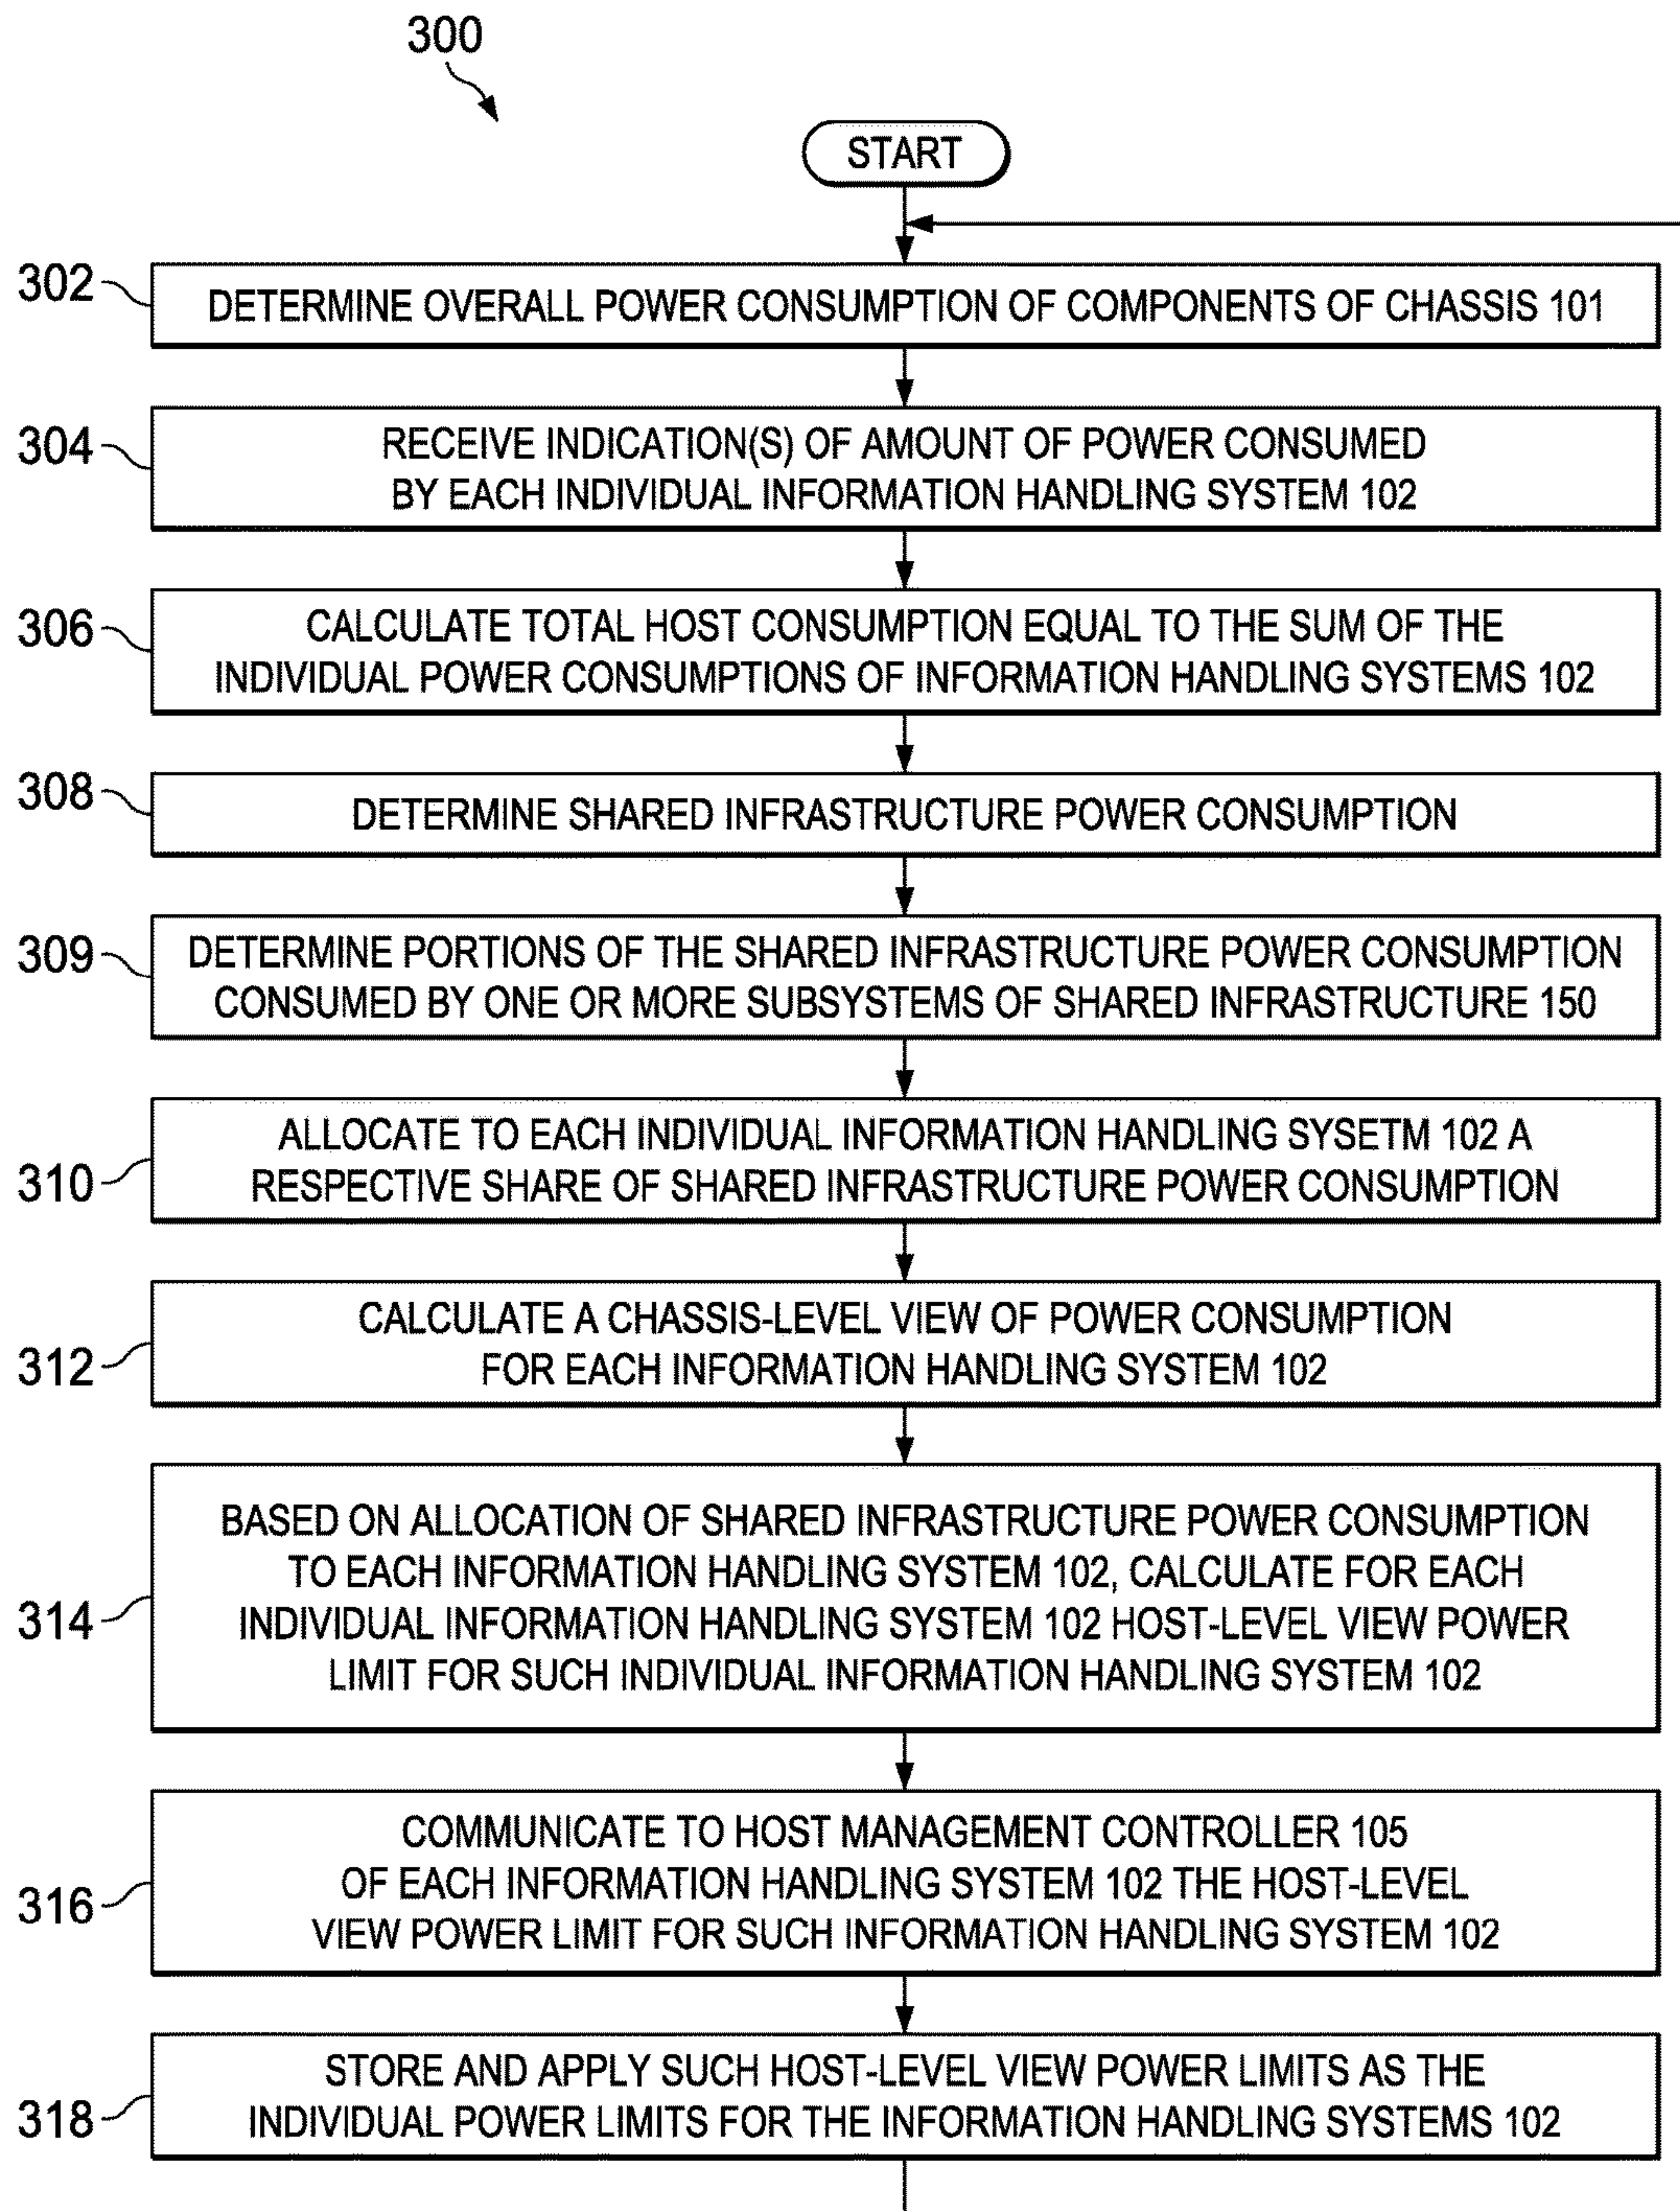 300
START
302
DETERMINE OVERALL POWER CONSUMPTION OF COMPONENTS OF CHASSIS 101
304
RECEIVE INDICATION(S) OF AMOUNT OF POWER CONSUMED
BY EACH INDIVIDUAL INFORMATION HANDLING SYSTEM 102
306
CALCULATE TOTAL HOST CONSUMPTION EQUAL TO THE SUM OF THE
INDIVIDUAL POWER CONSUMPTIONS OF INFORMATION HANDLING SYSTEMS 102
308
DETERMINE SHARED INFRASTRUCTURE POWER CONSUMPTION
309
DETERMINE PORTIONS OF THE SHARED INFRASTRUCTURE POWER CONSUMPTION
CONSUMED BY ONE OR MORE SUBSYSTEMS OF SHARED INFRASTRUCTURE 150
310
ALLOCATE TO EACH INDIVIDUAL INFORMATION HANDLING SYSETM 102 A
RESPECTIVE SHARE OF SHARED INFRASTRUCTURE POWER CONSUMPTION
312
CALCULATE A CHASSIS-LEVEL VIEW OF POWER CONSUMPTION
FOR EACH INFORMATION HANDLING SYSTEM 102
314
BASED ON ALLOCATION OF SHARED INFRASTRUCTURE POWER CONSUMPTION
TO EACH INFORMATION HANDLING SYSTEM 102, CALCULATE FOR EACH
INDIVIDUAL INFORMATION HANDLING SYSTEM 102 HOST-LEVEL VIEW POWER
LIMIT FOR SUCH INDIVIDUAL INFORMATION HANDLING SYSTEM 102
316
COMMUNICATE TO HOST MANAGEMENT CONTROLLER 105
OF EACH INFORMATION HANDLING SYSTEM 102 THE HOST-LEVEL
VIEW POWER LIMIT FOR SUCH INFORMATION HANDLING SYSTEM 102
318
STORE AND APPLY SUCH HOST-LEVEL VIEW POWER LIMITS AS THE
INDIVIDUAL POWER LIMITS FOR THE INFORMATION HANDLING SYSTEMS 102